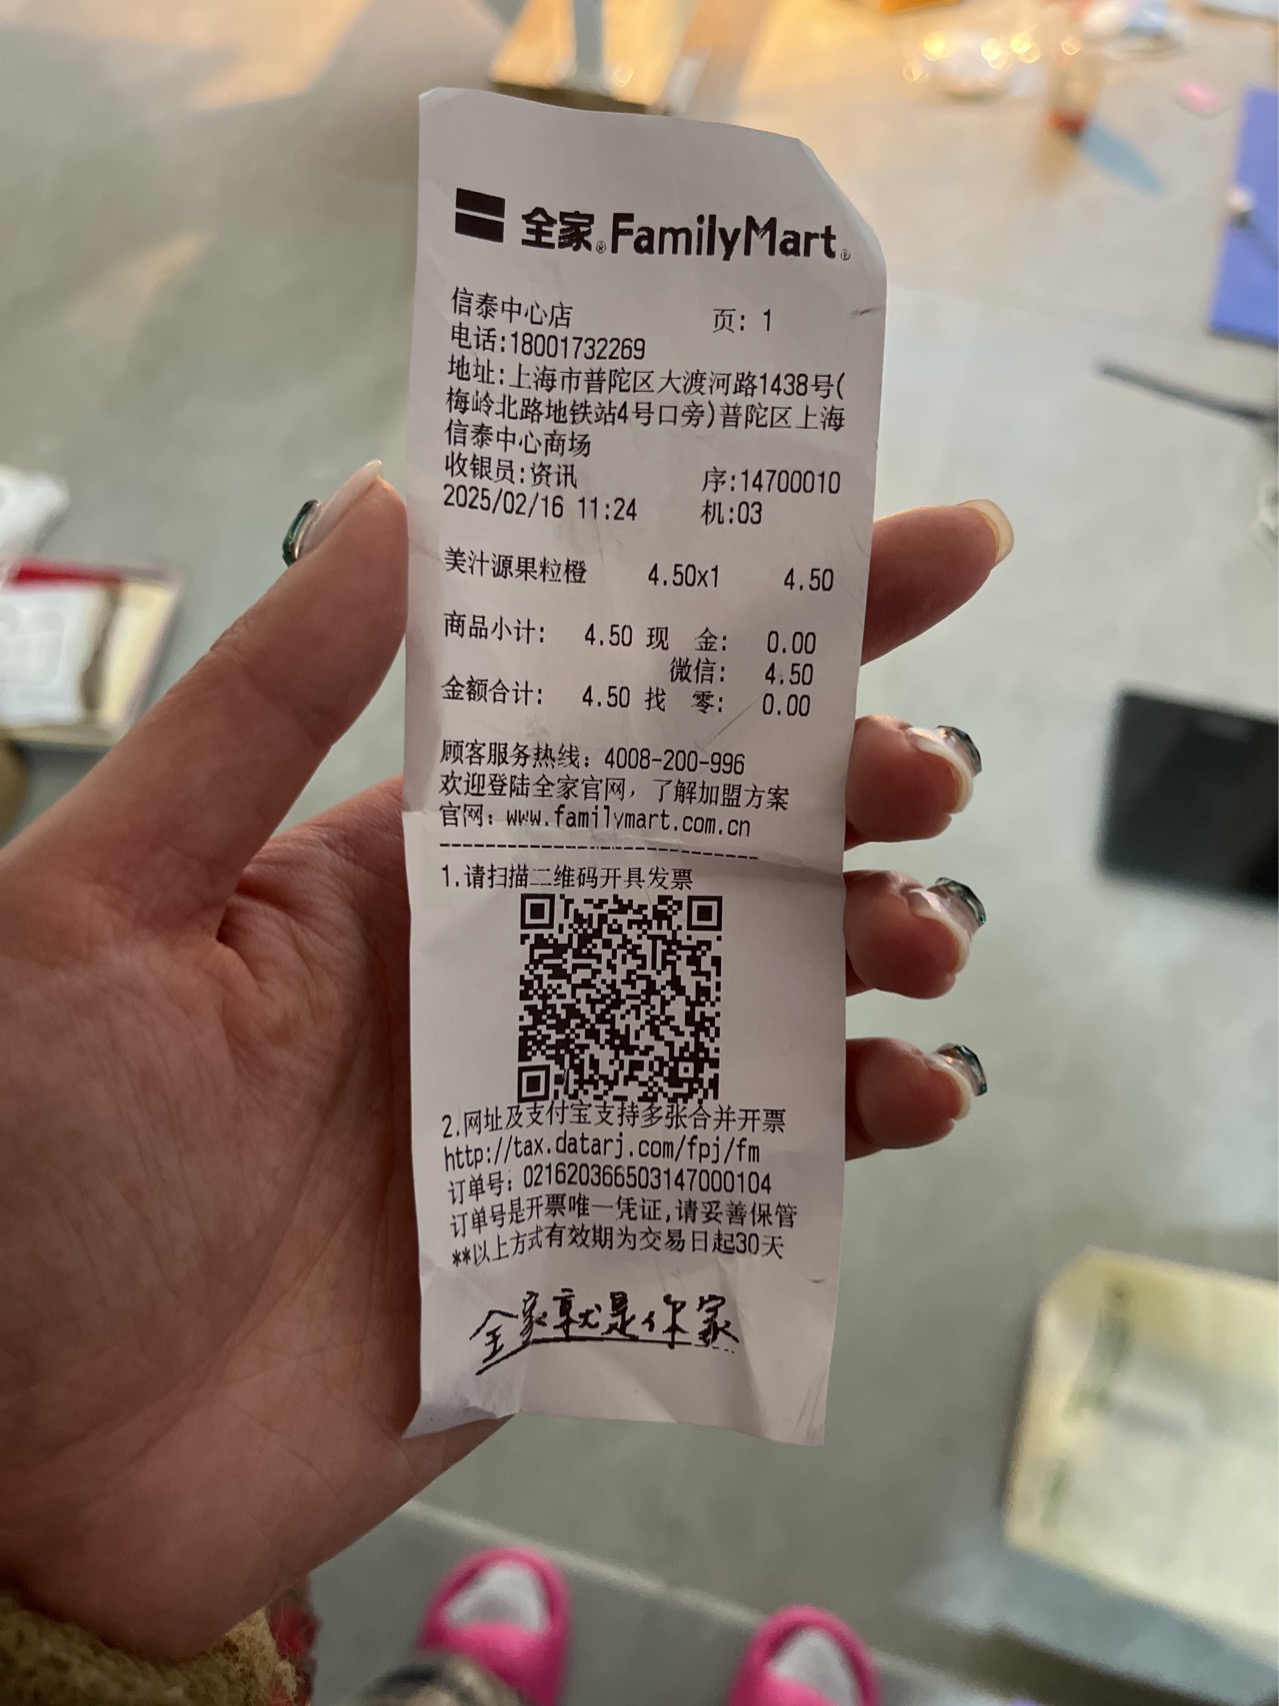 全家®FamilyMart®
信泰中心店 页: 1
电话:18001732269
地址:上海市普陀区大渡河路1438号(
梅岭北路地铁站4号口旁)普陀区上海
信泰中心商场
收银员:资讯 序:14700010
2025/02/16 11:24 机:03
美汁源果粒橙 4.50x1 4.50
商品小计: 4.50 现 金: 0.00
微信: 4.50
金额合计: 4.50 找 零: 0.00
顾客服务热线: 4008-200-996
欢迎登陆全家官网，了解加盟方案
官网: www.familymart.com.cn
------------------------------
1.请扫描二维码开具发票
2.网址及支付宝支持多张合并开票
http://tax.datarj.com/fpj/fm
订单号: 021620366503147000104
订单号是开票唯一凭证,请妥善保管
**以上方式有效期为交易日起30天
全家就是你家